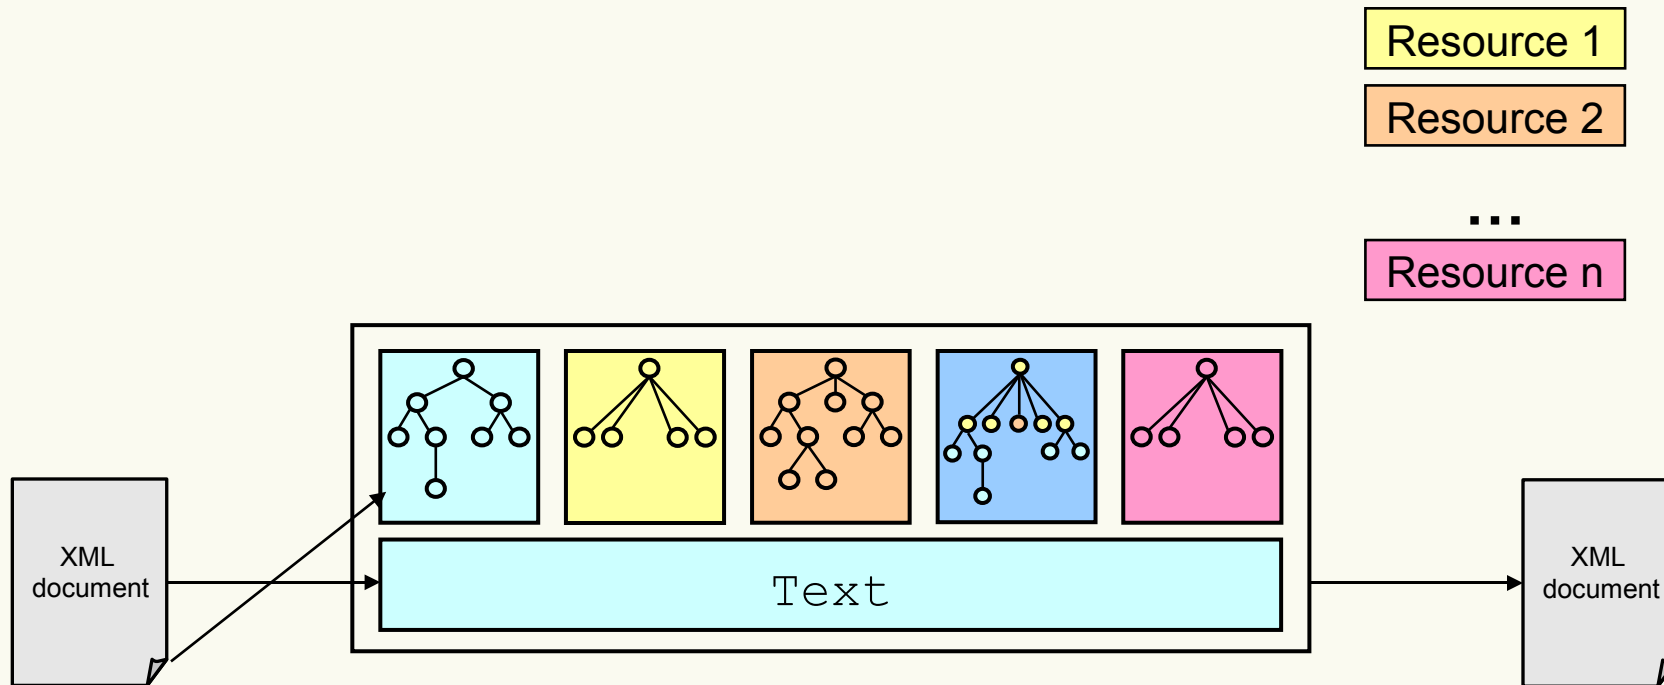 Resource 1
Resource 2
...
Resource n
XML
document
Text
XML
document